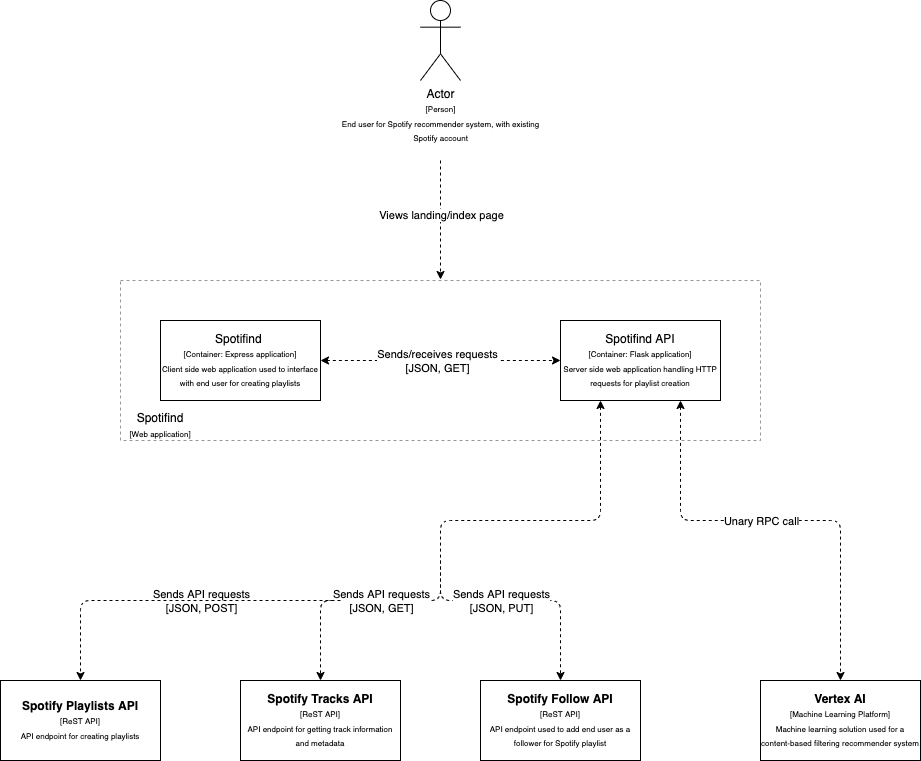 Actor
[Person]
End user for Spotify recommender system, with existing
Spotify account
Views landing/index page
Spotifind
[Container: Express application]
Client side web application used to interface
with end user for creating playlists
Sends/receives requests
[JSON, GET]
Spotifind API
[Container: Flask application]
Server side web application handling HTTP
requests for playlist creation
Spotifind
[Web application]
Unary RPC call
Sends API requests
[JSON, POST]
Sends API requests
[JSON, GET]
Sends API requests
[JSON, PUT]
Spotify Playlists API
[ReST API]
API endpoint for creating playlists
Spotify Tracks API
[ReST API]
API endpoint for getting track information
and metadata
Spotify Follow API
[ReST API]
API endpoint used to add end user as a
follower for Spotify playlist
Vertex AI
[Machine Learning Platform]
Machine learning solution used for a
content-based filtering recommender system